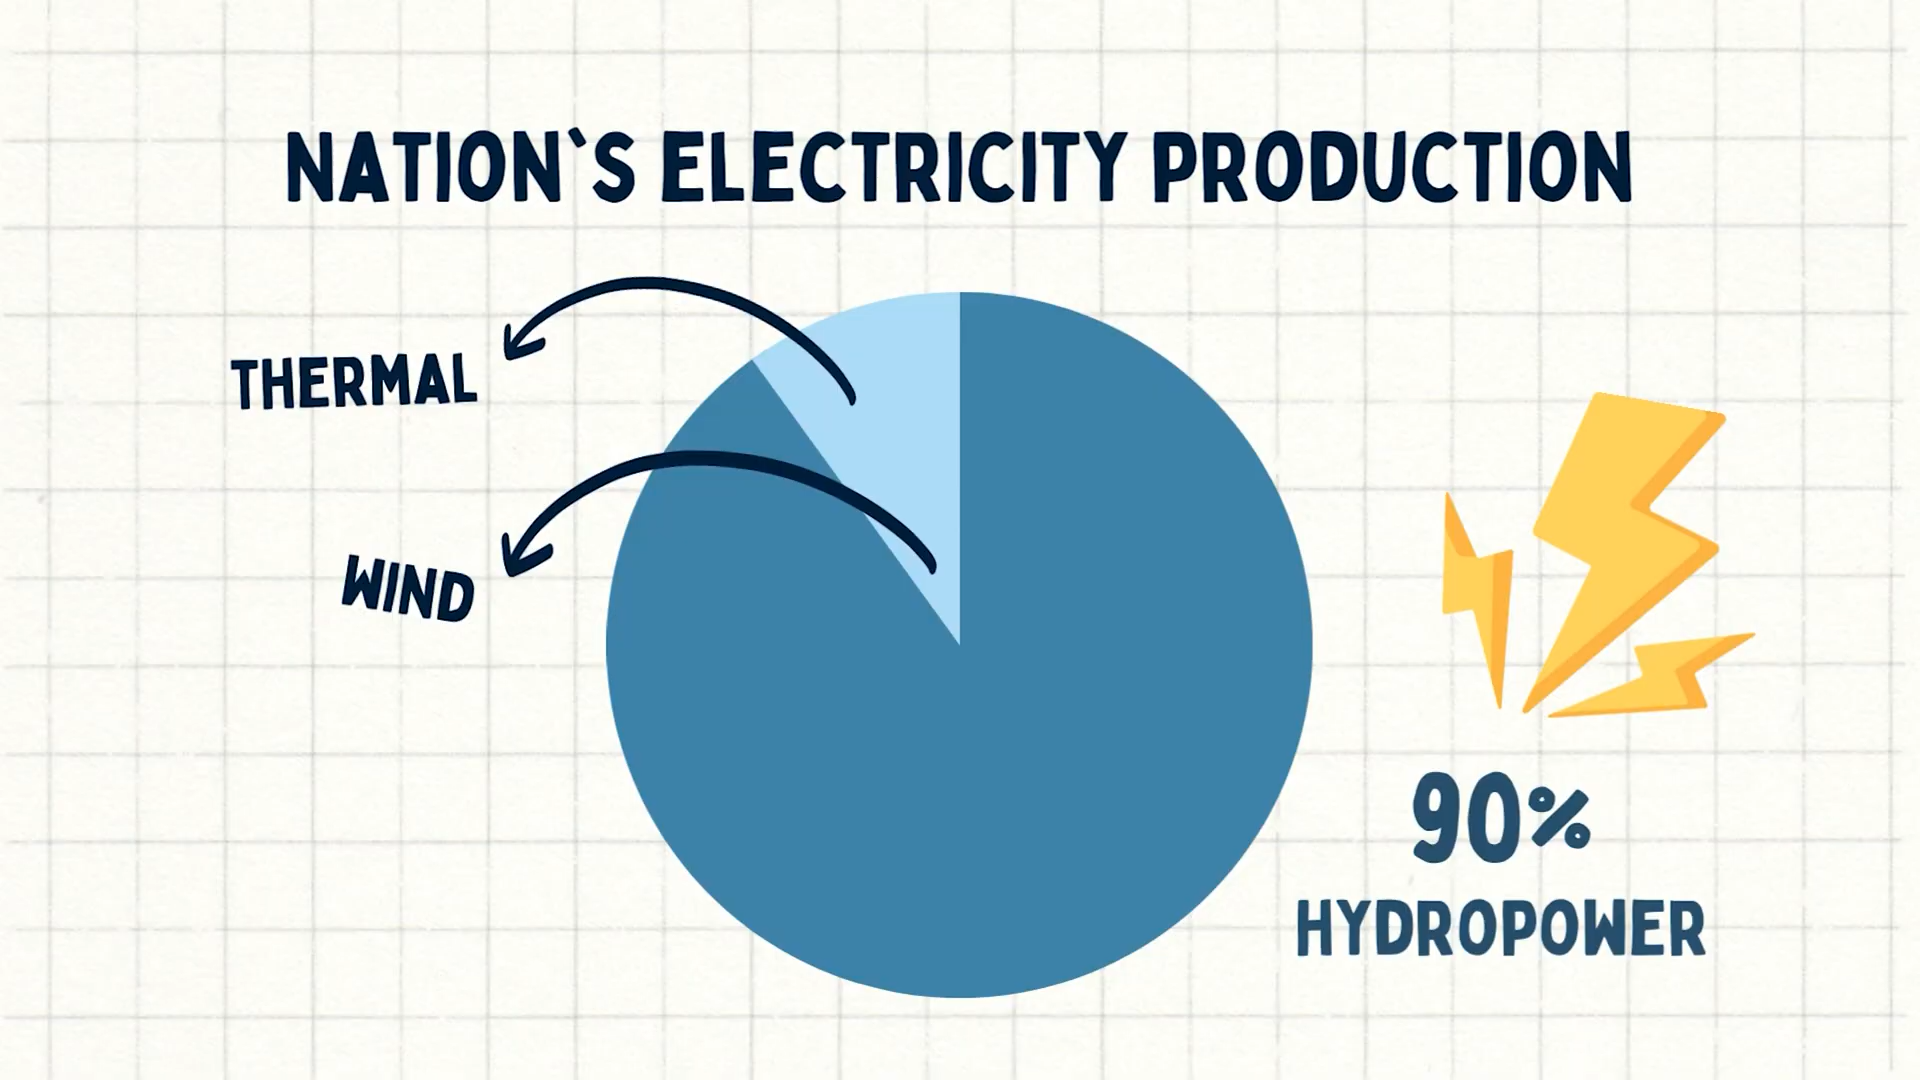 NATION`S ELECTRICITY PRODUCTION
THERMAL
WIND
90%
HYDROPOWER